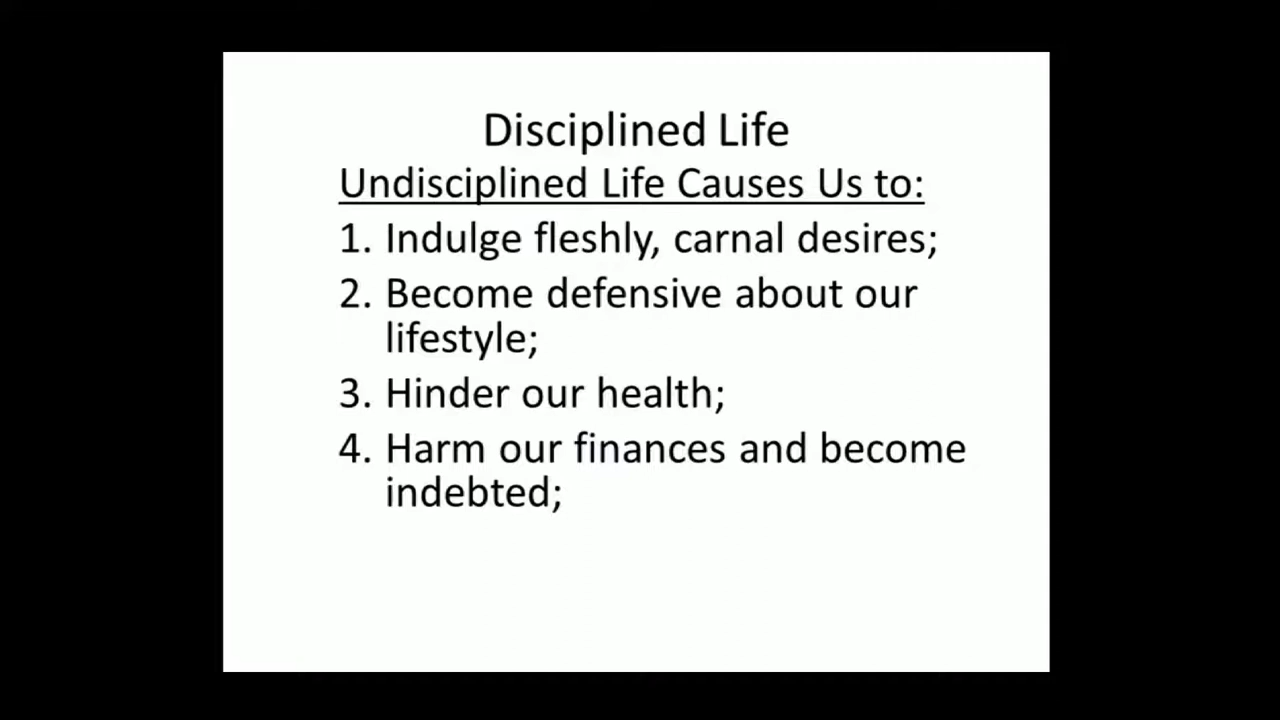 Disciplined Life
Undisciplined Life Causes Us to:
1. Indulge fleshly, carnal desires;
2. Become defensive about our
lifestyle;
3. Hinder our health;
4. Harm our finances and become
indebted;